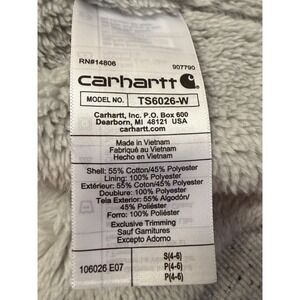 RN#14806 907790
carhartt
MODEL NO. TS6026-W
Carhartt, Inc. P.O. Box 600
Dearborn, MI 48121 USA
carhartt.com
Made in Vietnam
Fabriqué au Vietnam
Hecho en Vietnam
Shell: 55% Cotton/45% Polyester
Lining: 100% Polyester
Extérieur: 55% Coton/45% Polyester
Doublure: 100% Polyester
Tela Exterior: 55% Algodón/
45% Poliéster
Forro: 100% Poliéster
Exclusive Trimming
Sauf Garnitures
Excepto Adorno
106026 E07
S(4-6)
P(4-6)
P(4-6)